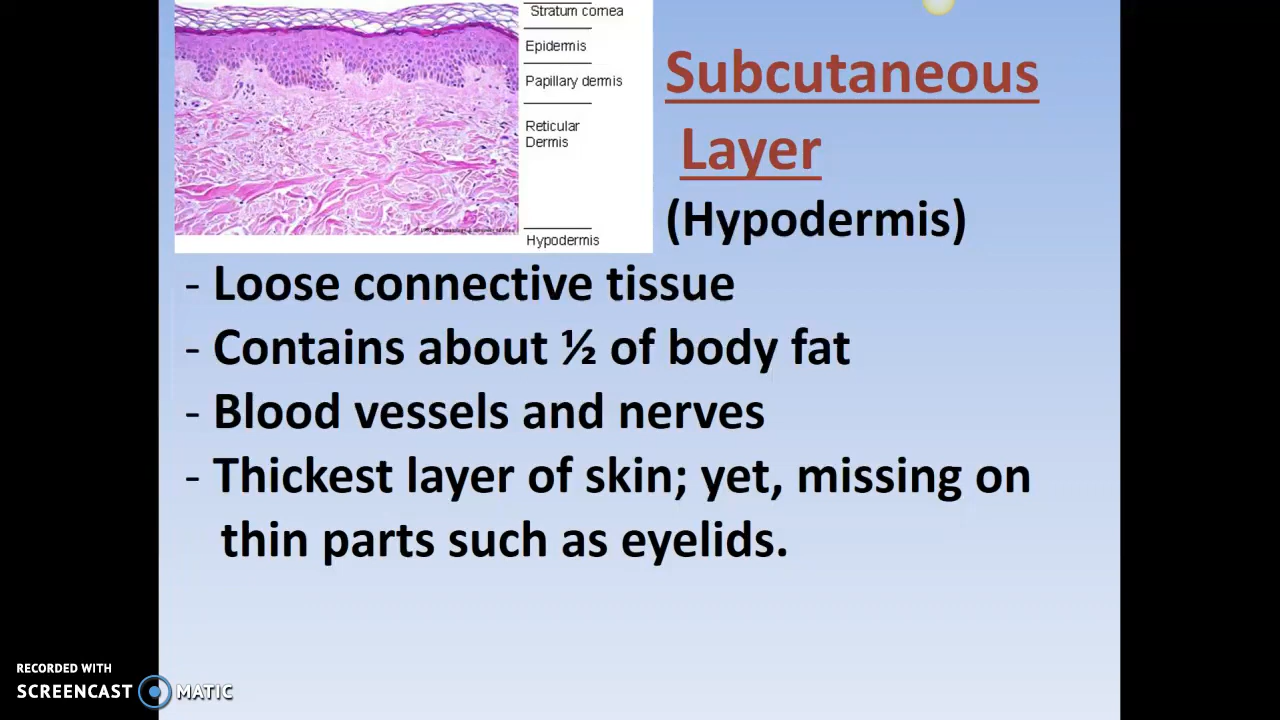 Stratum cornea
Epidermis
Papillary dermis
Reticular
Dermis
Hypodermis
Subcutaneous
Layer
(Hypodermis)
- Loose connective tissue
- Contains about ½ of body fat
- Blood vessels and nerves
- Thickest layer of skin; yet, missing on
thin parts such as eyelids.
RECORDED WITH
SCREENCAST MATIC